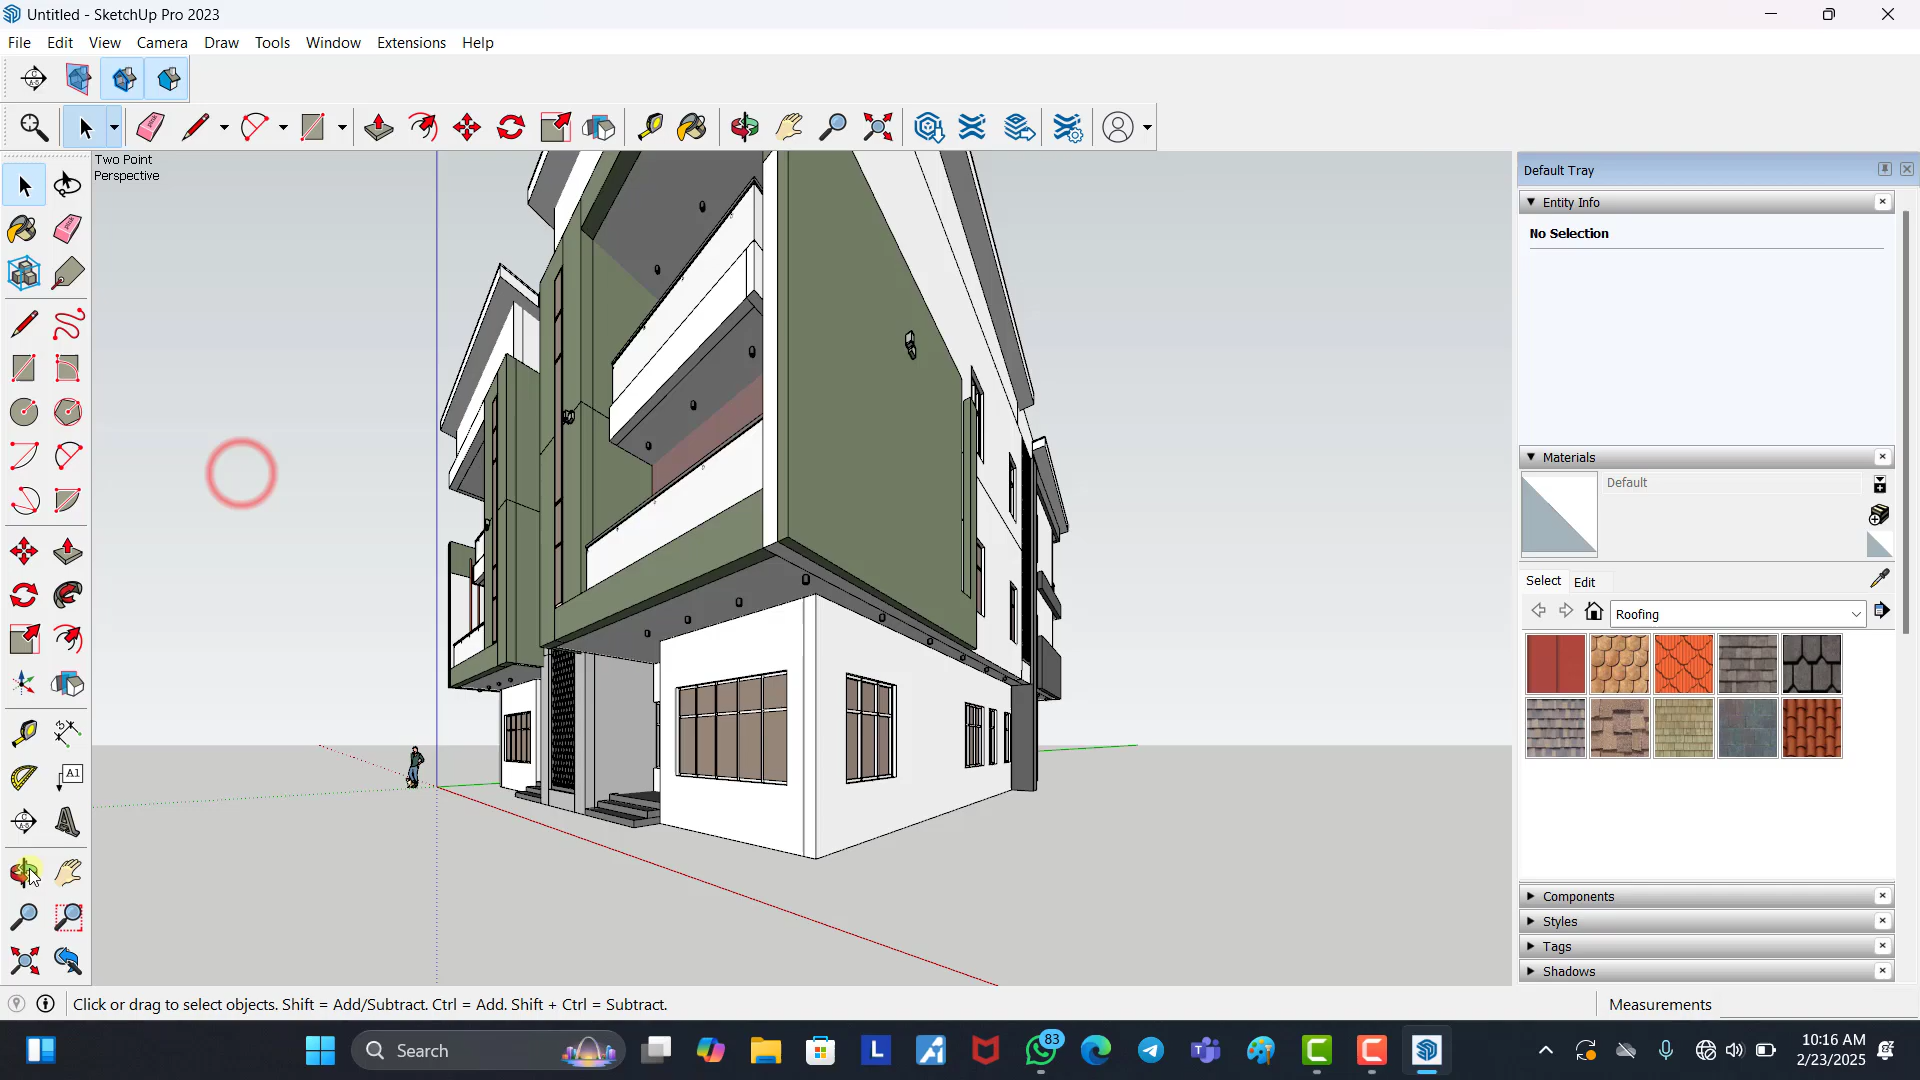 Untitled - SketchUp Pro 2023
File Edit View Camera Draw Tools Window Extensions Help
Two Point
Perspective
Default Tray
Entity Info
No Selection
Materials
Default
Select Edit
Roofing
Components
Styles
Tags
Shadows
Click or drag to select objects. Shift = Add/Subtract. Ctrl = Add. Shift + Ctrl = Subtract.
Measurements
Search
83
10:16 AM
2/23/2025